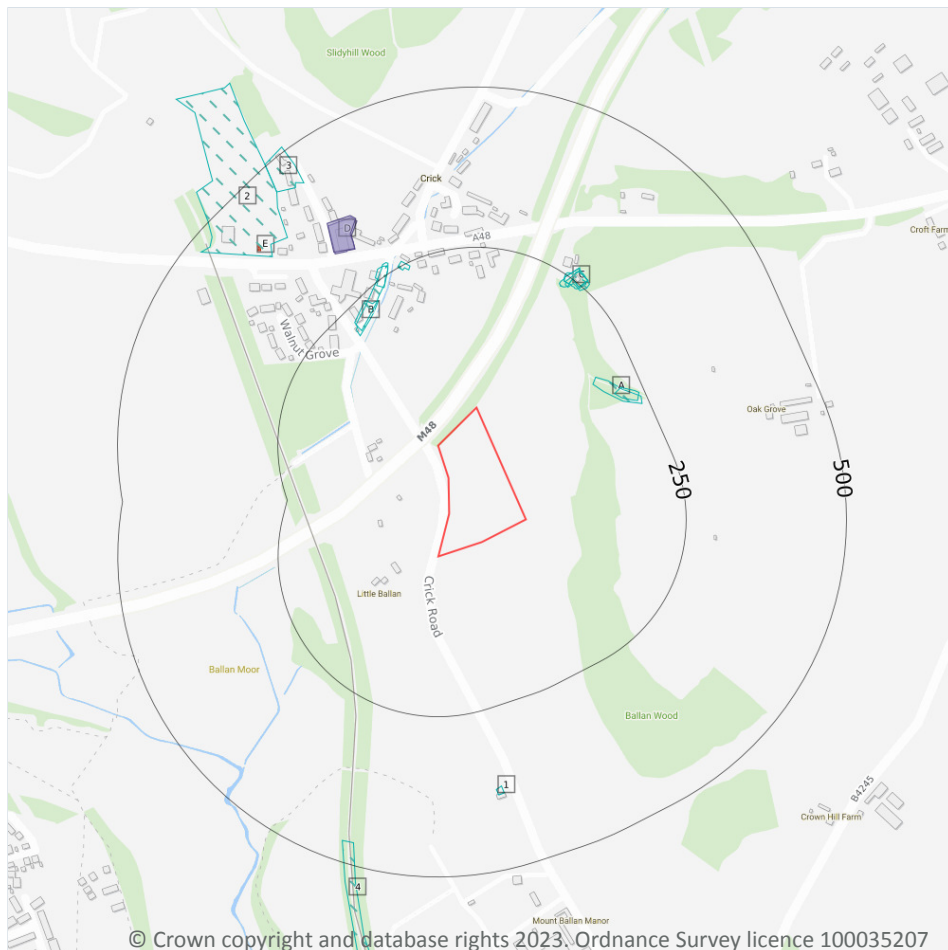 Slidyhill Wood
3
Crick
2
D
A48
E
Croft Farm
C
B
Walnut Grove
A
Oak Grove
M48
250
500
Little Ballan
Crick Road
Ballan Moor
Ballan Wood
1
B4245
Crown Hill Farm
4
Mount Ballan Manor
© Crown copyright and database rights 2023. Ordnance Survey licence 100035207